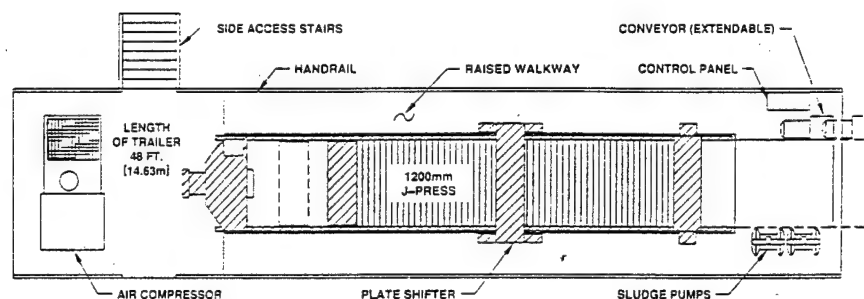 SIDE ACCESS STAIRS
CONVEYOR (EXTENDABLE)
HANDRAIL
RAISED WALKWAY
CONTROL PANEL
LENGTH
OF TRAILER
48 FT.
[14.63m]
1200mm
J-PRESS
AIR COMPRESSOR
PLATE SHIFTER
SLUDGE PUMPS